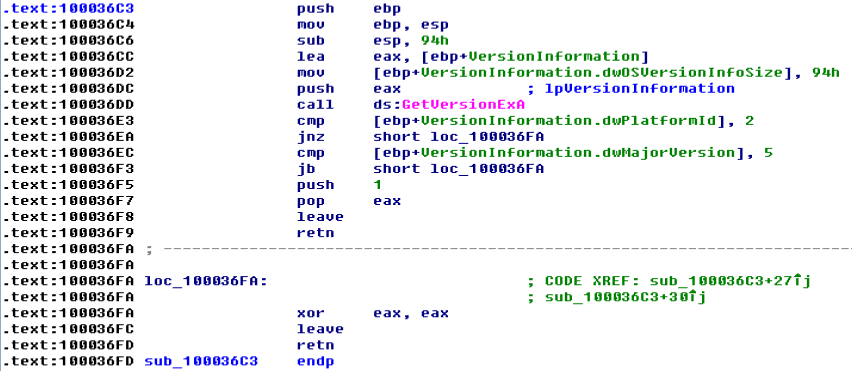 .text:100036C3 push ebp
.text:100036C4 mov ebp, esp
.text:100036C6 sub esp, 94h
.text:100036CC lea eax, [ebp+VersionInformation]
.text:100036D2 mov [ebp+VersionInformation.dwOSVersionInfoSize], 94h
.text:100036DC push eax ; lpVersionInformation
.text:100036DD call ds:GetVersionExA
.text:100036E3 cmp [ebp+VersionInformation.dwPlatformId], 2
.text:100036EA jnz short loc_100036FA
.text:100036EC cmp [ebp+VersionInformation.dwMajorVersion], 5
.text:100036F3 jb short loc_100036FA
.text:100036F5 push 1
.text:100036F7 pop eax
.text:100036F8 leave
.text:100036F9 retn
.text:100036FA ; ---------------------------------------------------------------------------
.text:100036FA
.text:100036FA loc_100036FA: ; CODE XREF: sub_100036C3+27↑j
.text:100036FA ; sub_100036C3+30↑j
.text:100036FA xor eax, eax
.text:100036FC leave
.text:100036FD retn
.text:100036FD sub_100036C3 endp